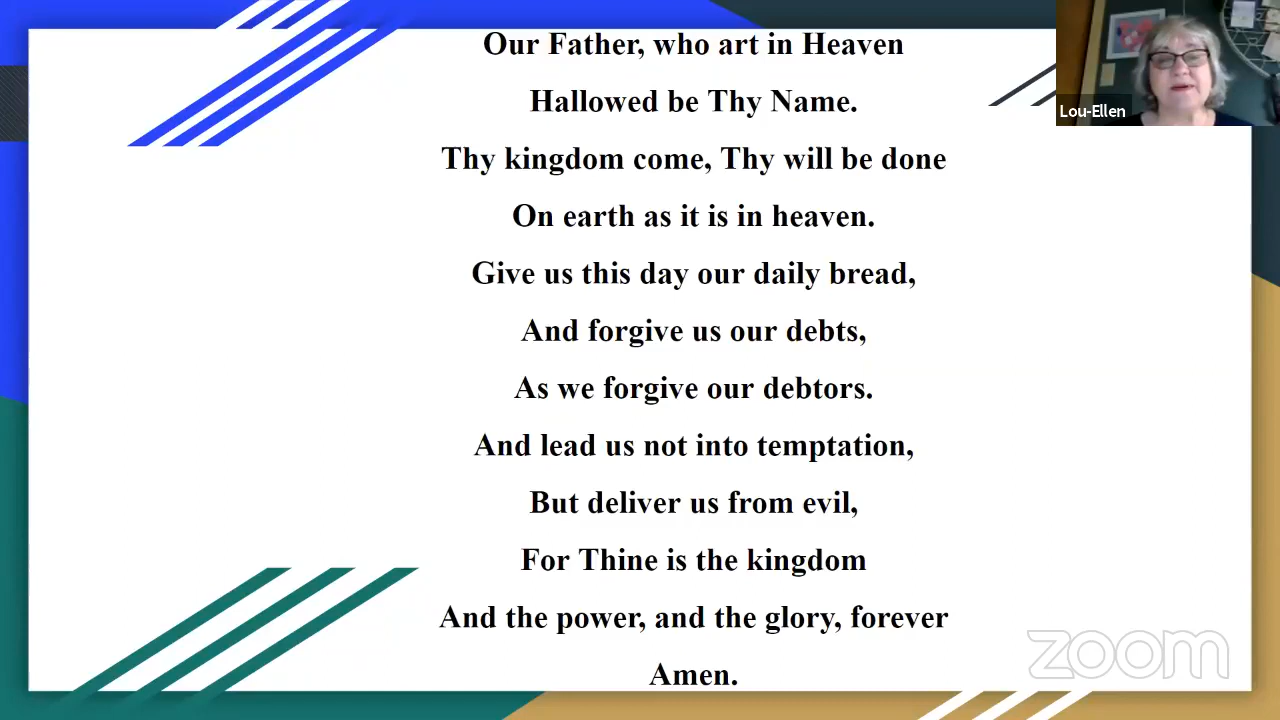 Our Father, who art in Heaven
Hallowed be Thy Name.
Thy kingdom come, Thy will be done
On earth as it is in heaven.
Give us this day our daily bread,
And forgive us our debts,
As we forgive our debtors.
And lead us not into temptation,
But deliver us from evil,
For Thine is the kingdom
And the power, and the glory, forever
Amen.
Lou-Ellen
zoom